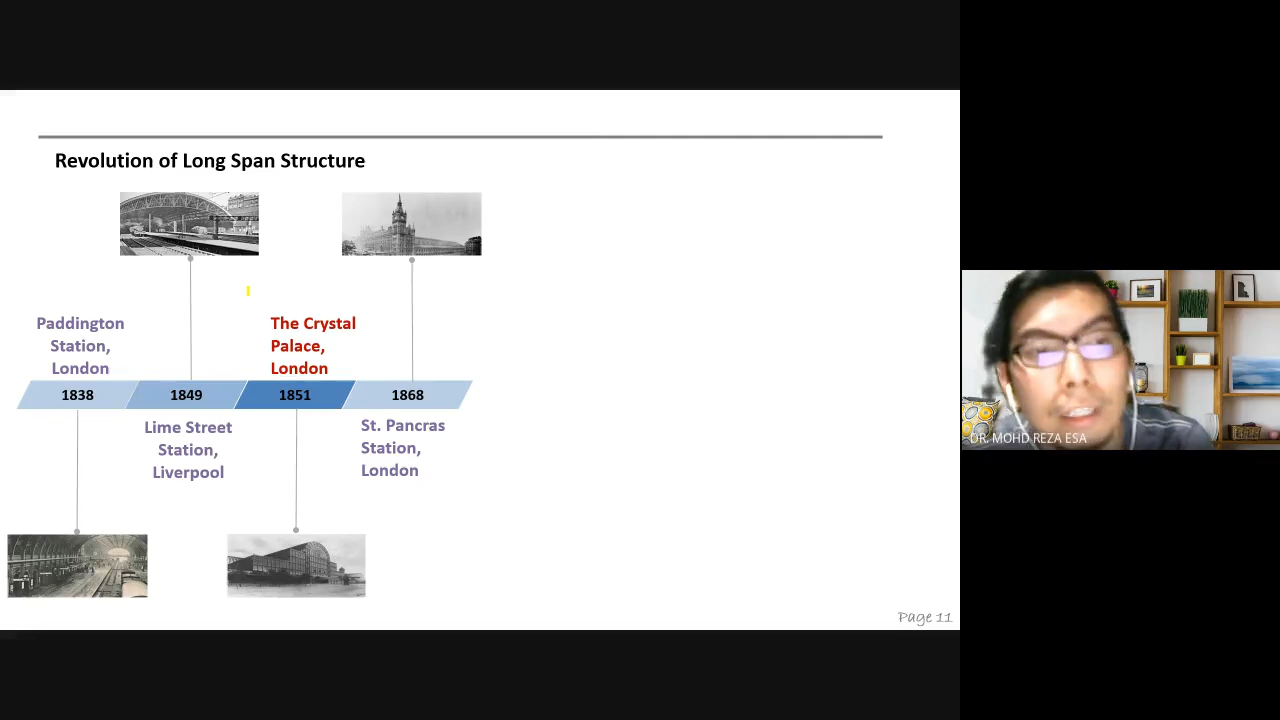 Revolution of Long Span Structure
Paddington
Station,
London
The Crystal
Palace,
London
1838
1849
1851
1868
Lime Street
Station,
Liverpool
St. Pancras
Station,
London
DR. MOHD REZA ESA
Page 11